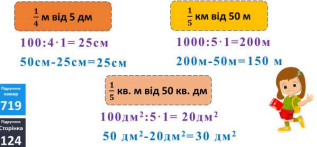 1/4 м від 5 дм
1/5 км від 50 м
100:4·1=25см
1000:5·1=200м
50см-25см=25см
200м-50м=150 м
1/5 кв. м від 50 кв. дм
100дм²:5·1= 20дм²
50 дм²-20дм²=30 дм²
Підручник
номер
719
Підручник
Сторінка
124